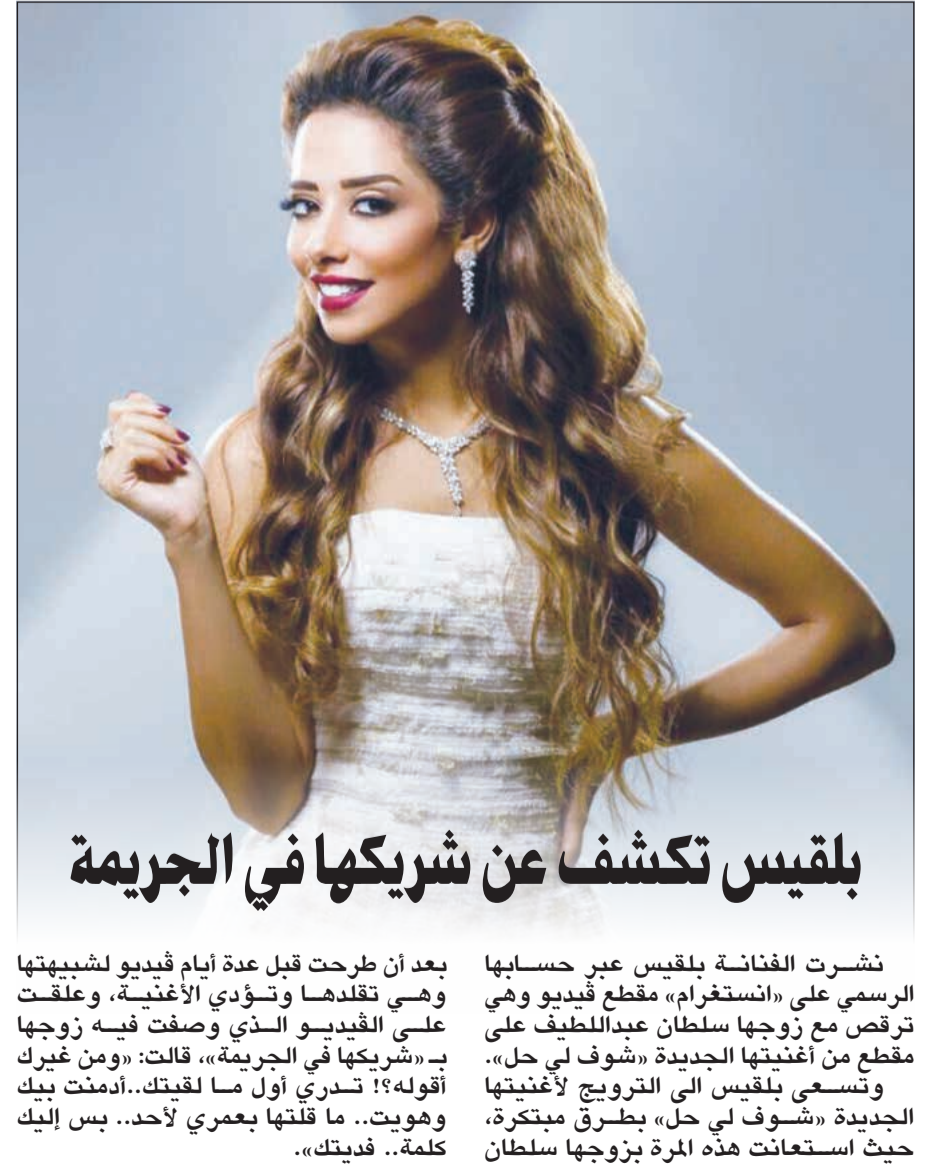 بلقيس تكشف عن شريكها في الجريمة
نشرت الفنانة بلقيس عبر حسابها
الرسمي على «انستغرام» مقطع ڤيديو وهي
ترقص مع زوجها سلطان عبداللطيف على
مقطع من أغنيتها الجديدة «شوف لي حل».
وتسعى بلقيس الى الترويج لأغنيتها
الجديدة «شوف لي حل» بطرق مبتكرة،
حيث استعانت هذه المرة بزوجها سلطان
بعد أن طرحت قبل عدة أيام ڤيديو لشبيهتها
وهي تقلدها وتؤدي الأغنية، وعلقت
على الڤيديو الذي وصفت فيه زوجها
بـ «شريكها في الجريمة»، قالت: «ومن غيرك
أقوله؟! تدري أول ما لقيتك..أدمنت بيك
وهويت.. ما قلتها بعمري لأحد.. بس إليك
كلمة.. فديتك».